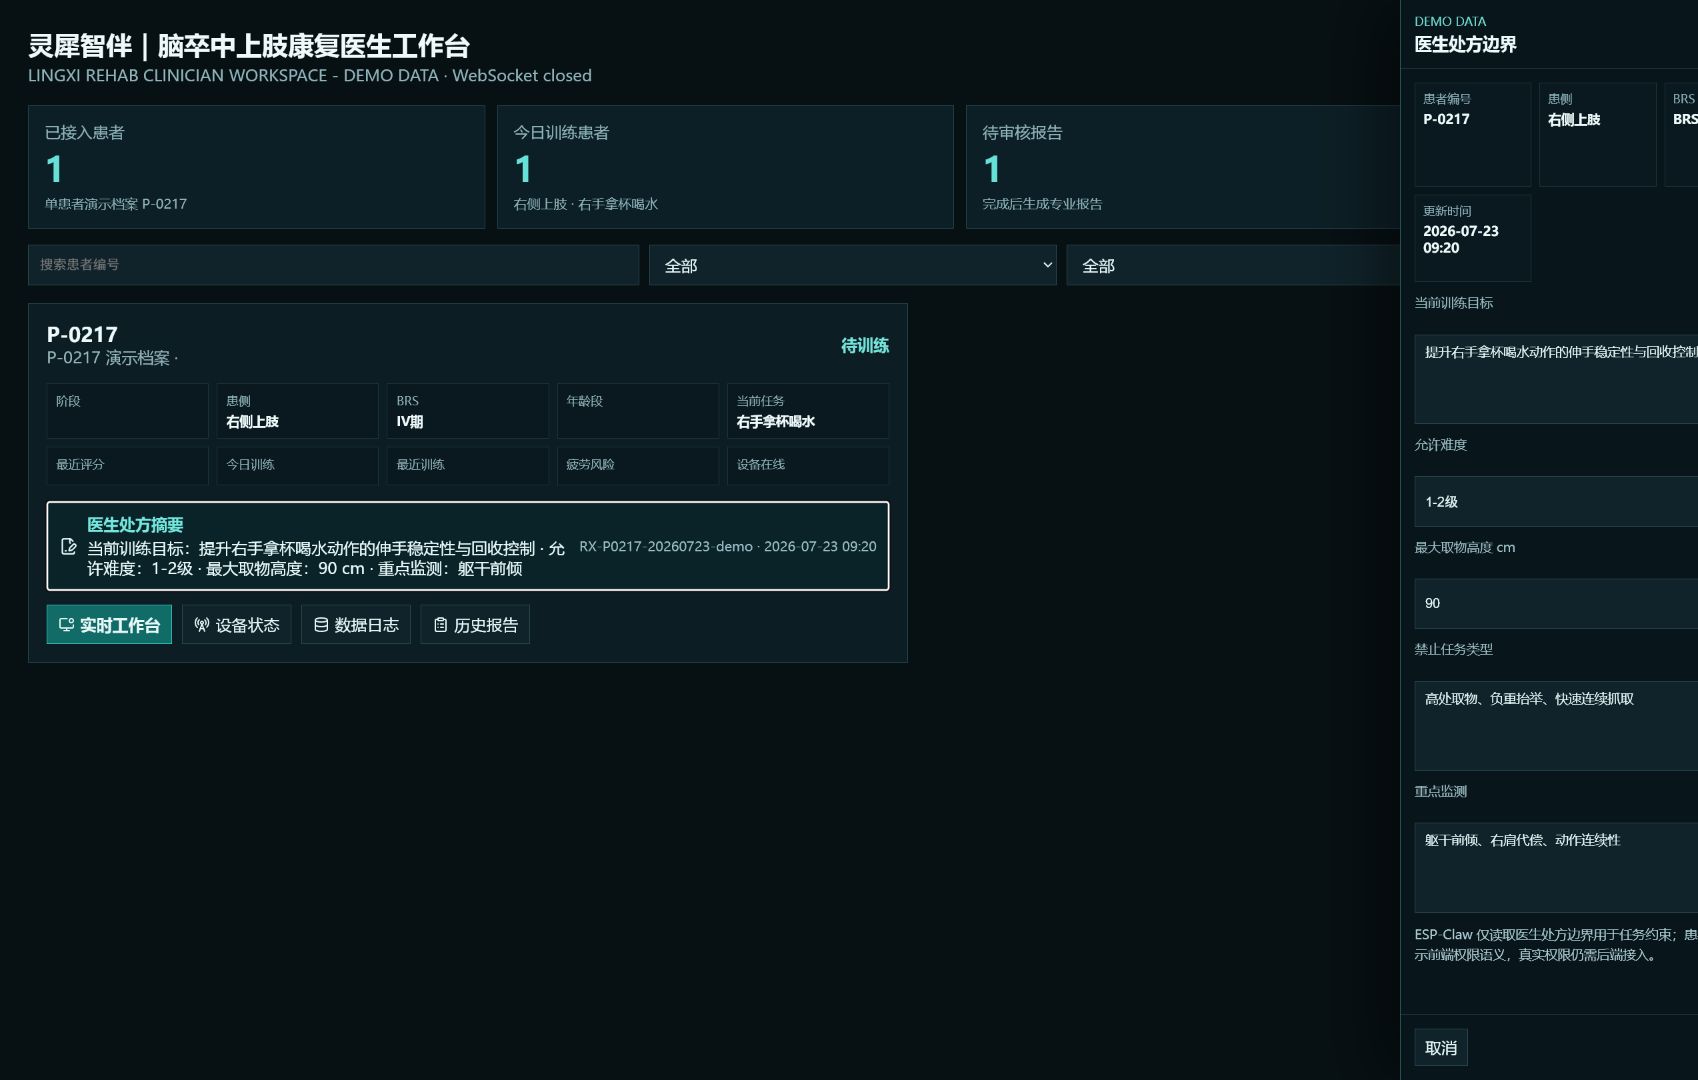 灵犀智伴｜脑卒中上肢康复医生工作台
LINGXI REHAB CLINICIAN WORKSPACE - DEMO DATA · WebSocket closed
已接入患者
1
单患者演示档案 P-0217
今日训练患者
1
右侧上肢 · 右手拿杯喝水
待审核报告
1
完成后生成专业报告
搜索患者编号
全部
全部
P-0217
P-0217 演示档案 ·
待训练
阶段
患侧
右侧上肢
BRS
IV期
年龄段
当前任务
右手拿杯喝水
最近评分
今日训练
最近训练
疲劳风险
设备在线
医生处方摘要
当前训练目标：提升右手拿杯喝水动作的伸手稳定性与回收控制 · 允
许难度：1-2级 · 最大取物高度：90 cm · 重点监测：躯干前倾
RX-P0217-20260723-demo · 2026-07-23 09:20
实时工作台
设备状态
数据日志
历史报告
DEMO DATA
医生处方边界
患者编号
P-0217
患侧
右侧上肢
BRS
BRS
更新时间
2026-07-23
09:20
当前训练目标
提升右手拿杯喝水动作的伸手稳定性与回收控制
允许难度
1-2级
最大取物高度 cm
90
禁止任务类型
高处取物、负重抬举、快速连续抓取
重点监测
躯干前倾、右肩代偿、动作连续性
ESP-Claw 仅读取医生处方边界用于任务约束；患
示前端权限语义，真实权限仍需后端接入。
取消